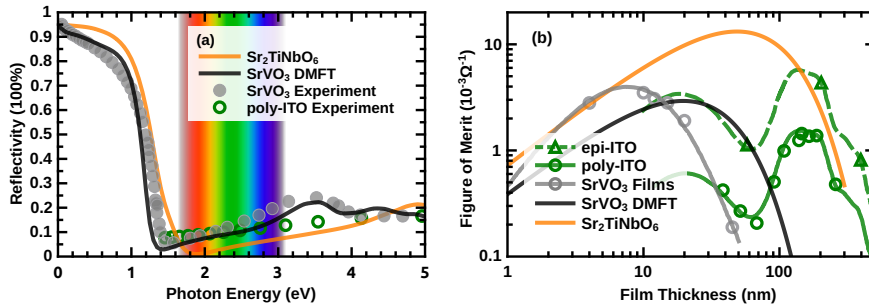 (a)
Sr₂TiNbO₆
SrVO₃ DMFT
SrVO₃ Experiment
poly-ITO Experiment
Reflectivity (100%)
1
0.9
0.8
0.7
0.6
0.5
0.4
0.3
0.2
0.1
0
0 1 2 3 4 5
Photon Energy (eV)
(b)
epi-ITO
poly-ITO
SrVO₃ Films
SrVO₃ DMFT
Sr₂TiNbO₆
Figure of Merit (10⁻³Ω⁻¹)
10
1
0.1
1 10 100
Film Thickness (nm)